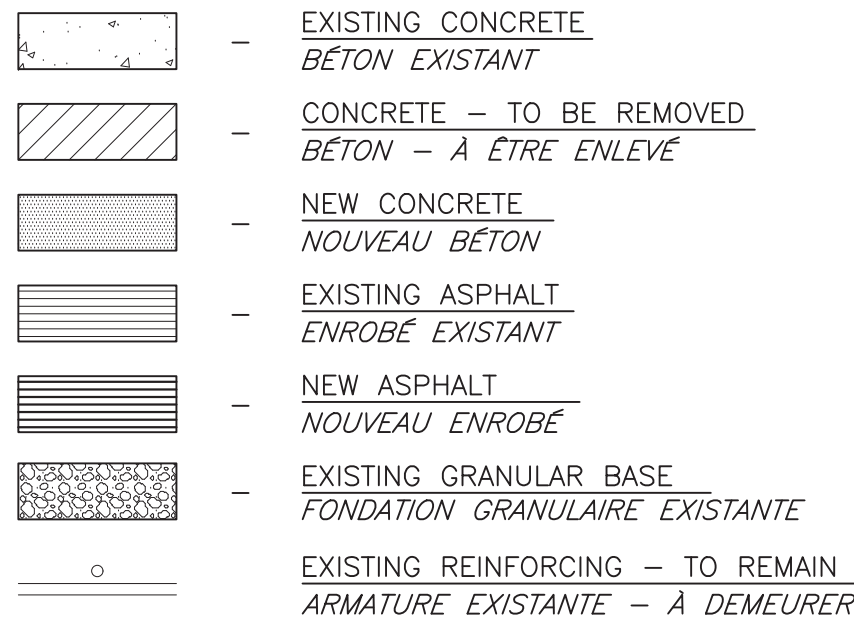 – EXISTING CONCRETE
BÉTON EXISTANT
– CONCRETE – TO BE REMOVED
BÉTON – À ÊTRE ENLEVÉ
– NEW CONCRETE
NOUVEAU BÉTON
– EXISTING ASPHALT
ENROBÉ EXISTANT
– NEW ASPHALT
NOUVEAU ENROBÉ
– EXISTING GRANULAR BASE
FONDATION GRANULAIRE EXISTANTE
EXISTING REINFORCING – TO REMAIN
ARMATURE EXISTANTE – À DEMEURER